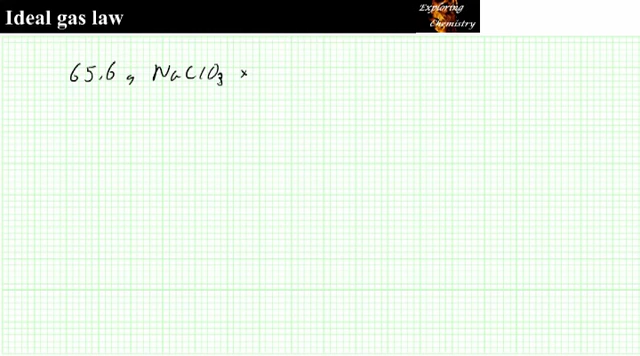 Ideal gas law
Exploring
Chemistry
65.6 g NaClO₃ ×